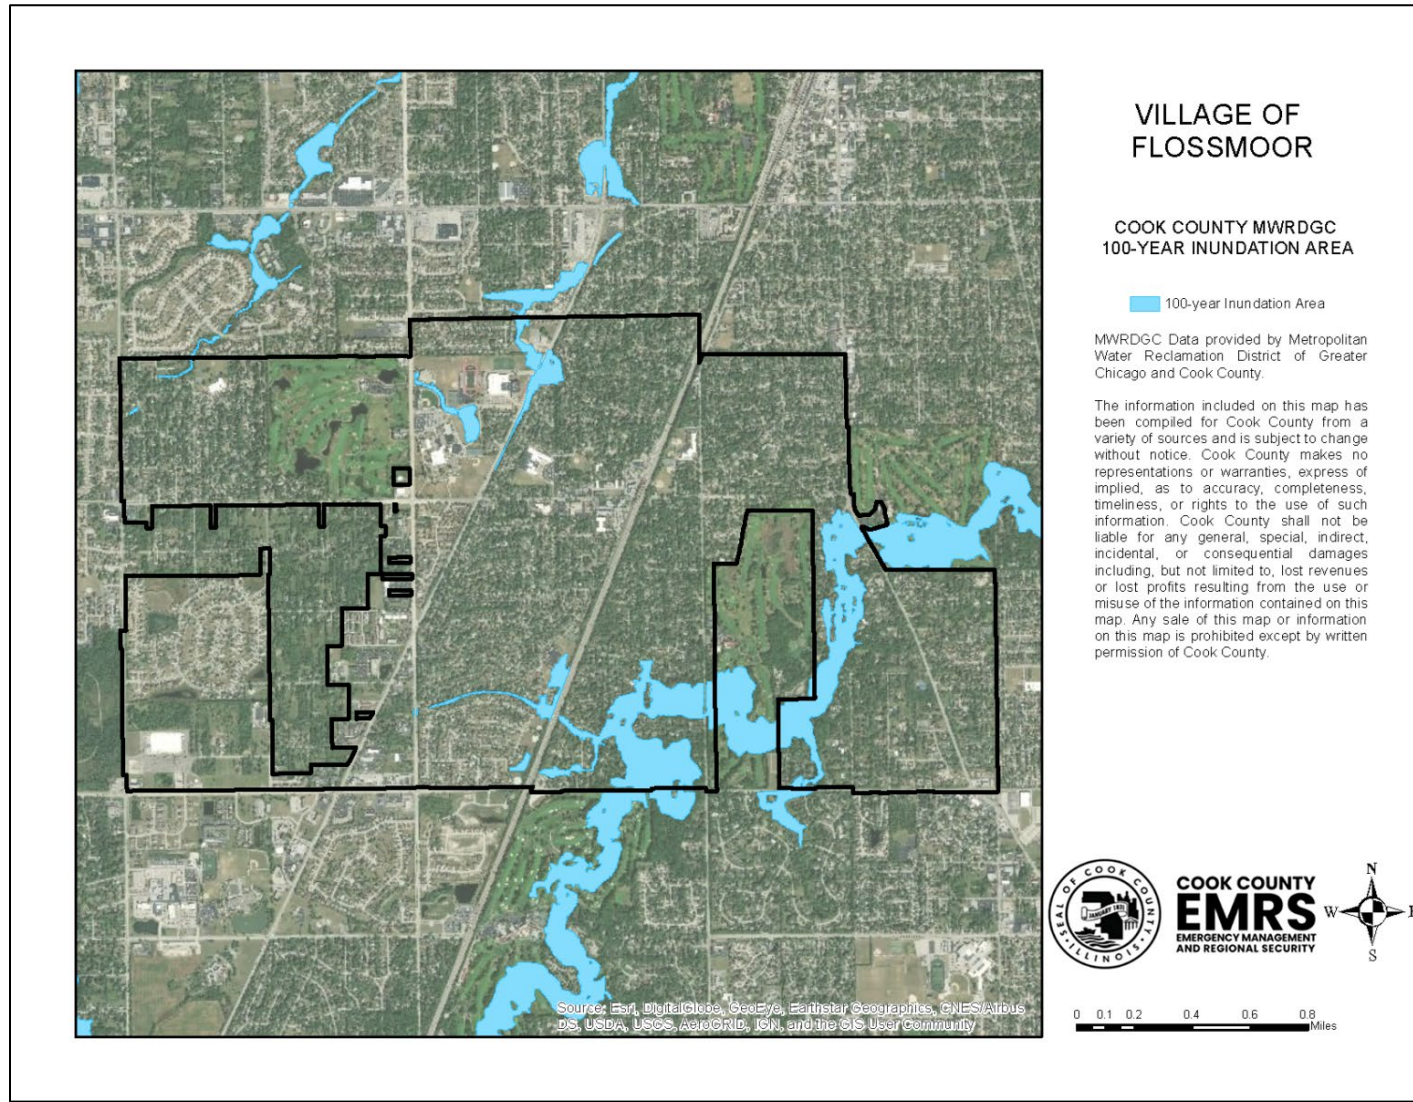 VILLAGE OF
FLOSSMOOR
COOK COUNTY MWRDGC
100-YEAR INUNDATION AREA
100-year Inundation Area
MWRDGC Data provided by Metropolitan
Water Reclamation District of Greater
Chicago and Cook County.
The information included on this map has
been compiled for Cook County from a
variety of sources and is subject to change
without notice. Cook County makes no
representations or warranties, express of
implied, as to accuracy, completeness,
timeliness, or rights to the use of such
information. Cook County shall not be
liable for any general, special, indirect,
incidental, or consequential damages
including, but not limited to, lost revenues
or lost profits resulting from the use or
misuse of the information contained on this
map. Any sale of this map or information
on this map is prohibited except by written
permission of Cook County.
SEAL OF COOK COUNTY
JANUARY 1831
ILLINOIS
COOK COUNTY
EMRS
EMERGENCY MANAGEMENT
AND REGIONAL SECURITY
N
W E
S
Source: Esri, DigitalGlobe, GeoEye, Earthstar Geographics, CNES/Airbus
DS, USDA, USGS, AeroGRID, IGN, and the GIS User Community
0 0.1 0.2 0.4 0.6 0.8
Miles